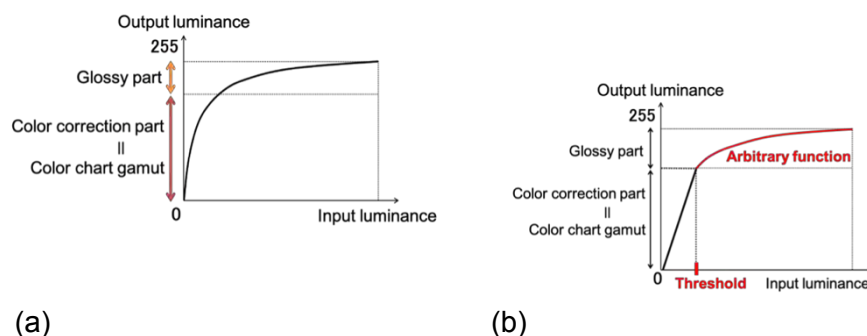 Output luminance
255
Glossy part
Color correction part
||
Color chart gamut
0
Input luminance
(a)
Output luminance
255
Glossy part
Arbitrary function
Color correction part
||
Color chart gamut
0
Threshold
Input luminance
(b)